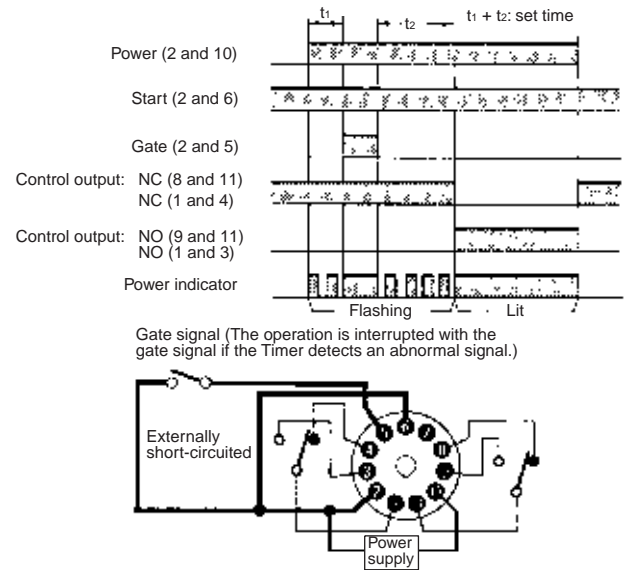 t1
t2
t1 + t2: set time
Power (2 and 10)
Start (2 and 6)
Gate (2 and 5)
Control output: NC (8 and 11)
NC (1 and 4)
Control output: NO (9 and 11)
NO (1 and 3)
Power indicator
Flashing
Lit
Gate signal (The operation is interrupted with the
gate signal if the Timer detects an abnormal signal.)
Externally
short-circuited
Power
supply